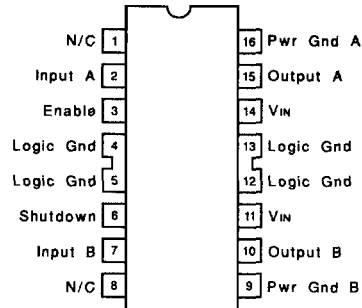 N/C 1 16 Pwr Gnd A
Input A 2 15 Output A
Enable 3 14 VIN
Logic Gnd 4 13 Logic Gnd
Logic Gnd 5 12 Logic Gnd
Shutdown 6 11 VIN
Input B 7 10 Output B
N/C 8 9 Pwr Gnd B